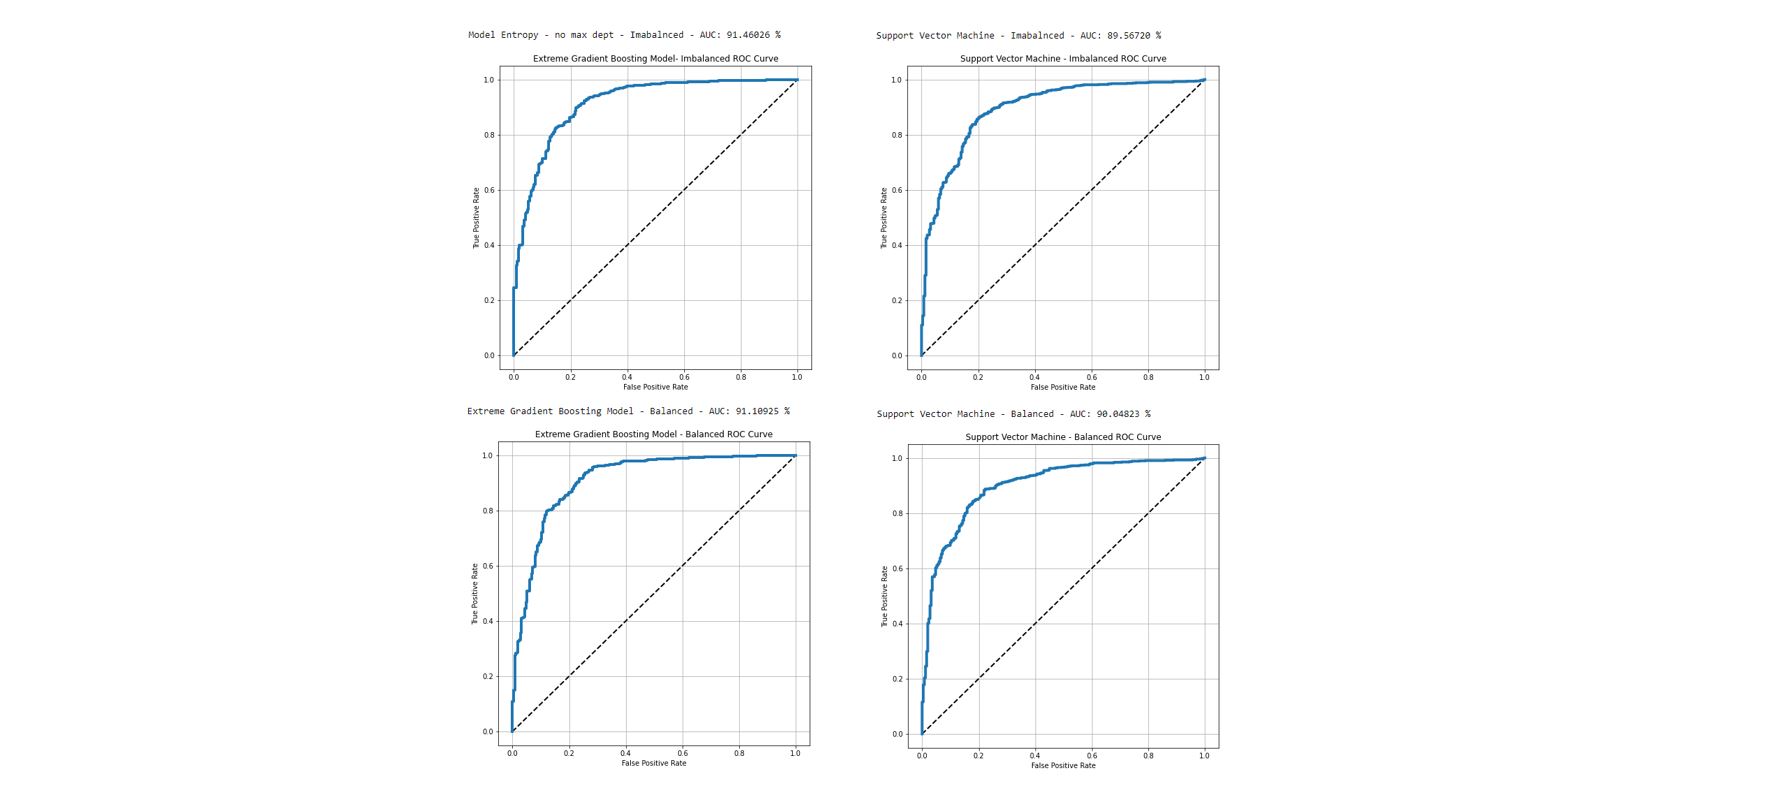 Model Entropy - no max dept - Imabalnced - AUC: 91.46026 %
Extreme Gradient Boosting Model- Imbalanced ROC Curve
1.0
0.8
0.6
0.4
0.2
0.0
True Positive Rate
0.0 0.2 0.4 0.6 0.8 1.0
False Positive Rate
Support Vector Machine - Imabalnced - AUC: 89.56720 %
Support Vector Machine - Imbalanced ROC Curve
1.0
0.8
0.6
0.4
0.2
0.0
True Positive Rate
0.0 0.2 0.4 0.6 0.8 1.0
False Positive Rate
Extreme Gradient Boosting Model - Balanced - AUC: 91.10925 %
Extreme Gradient Boosting Model - Balanced ROC Curve
1.0
0.8
0.6
0.4
0.2
0.0
True Positive Rate
0.0 0.2 0.4 0.6 0.8 1.0
False Positive Rate
Support Vector Machine - Balanced - AUC: 90.04823 %
Support Vector Machine - Balanced ROC Curve
1.0
0.8
0.6
0.4
0.2
0.0
True Positive Rate
0.0 0.2 0.4 0.6 0.8 1.0
False Positive Rate